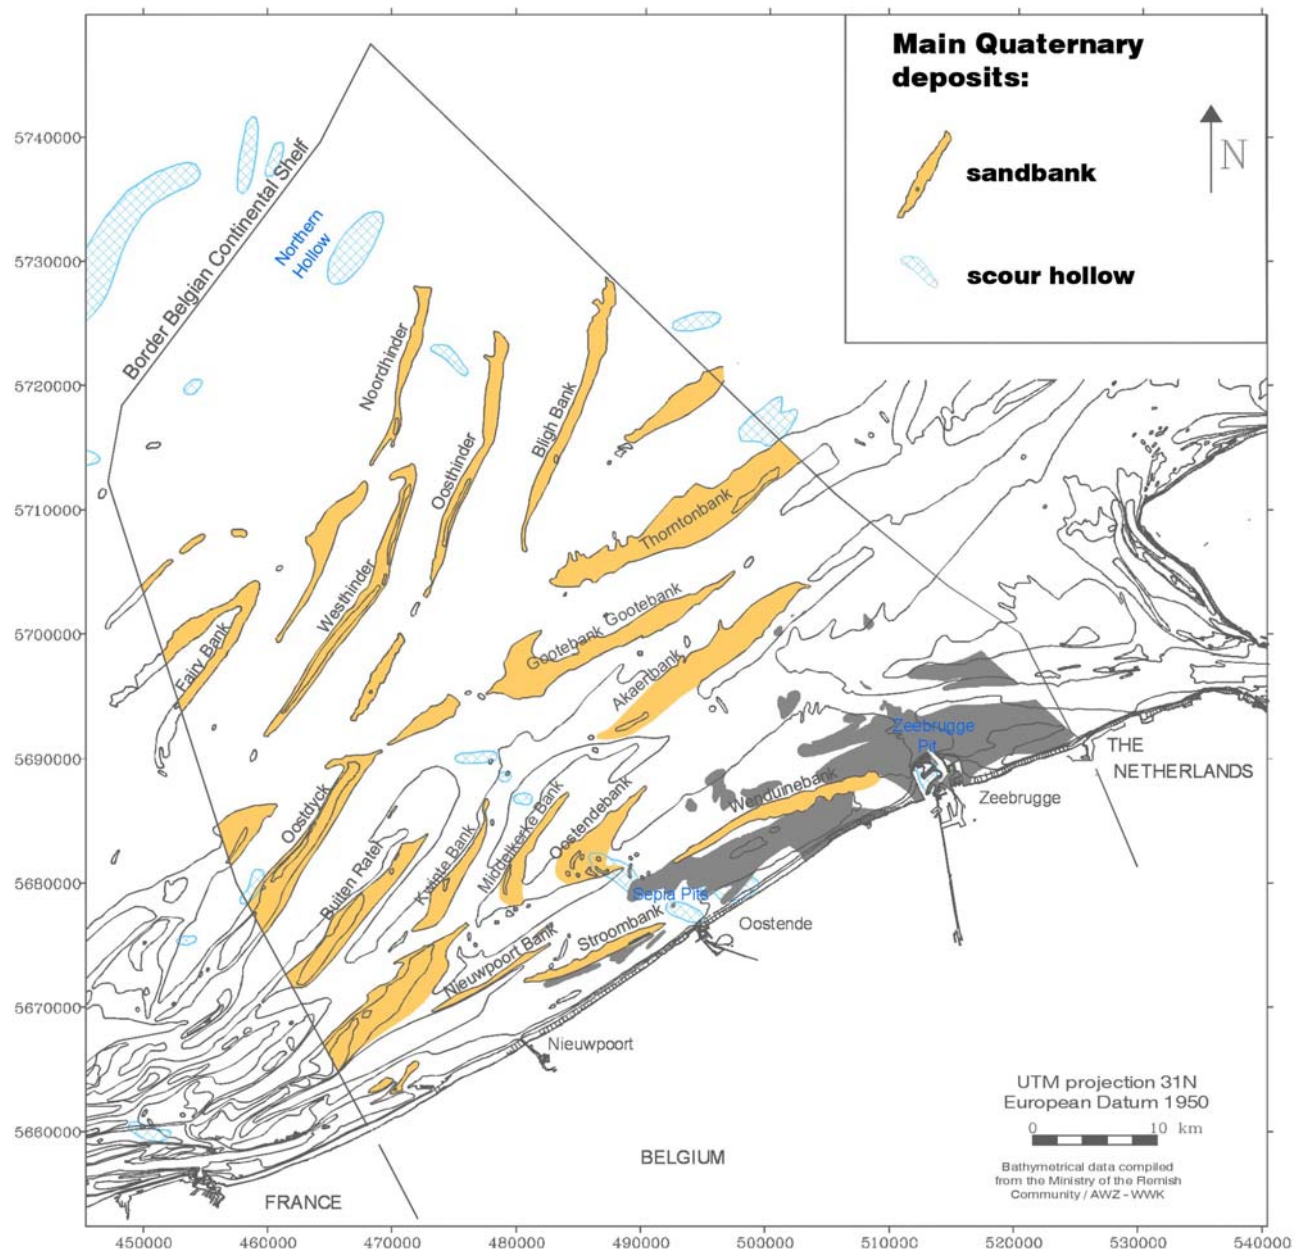 Main Quaternary
deposits:
sandbank
scour hollow
N
5740000
5730000
5720000
5710000
5700000
5690000
5680000
5670000
5660000
Border Belgian Continental Shelf
Northern
Hollow
Noordhinder
Oosthinder
Bligh Bank
Thorntonbank
Westhinder
Fairy Bank
Gootebank
Gootebank
Akaertbank
Zeebrugge
Pit
THE
NETHERLANDS
Zeebrugge
Wenduinebank
Oostdyck
Buiten Ratel
Kwinte Bank
Middelkerke Bank
Oostendebank
Sepia Pits
Oostende
Stroombank
Nieuwpoort Bank
Nieuwpoort
BELGIUM
FRANCE
UTM projection 31N
European Datum 1950
0 10 km
Bathymetrical data compiled
from the Ministry of the Flemish
Community / AWZ - WWK
450000 460000 470000 480000 490000 500000 510000 520000 530000 540000